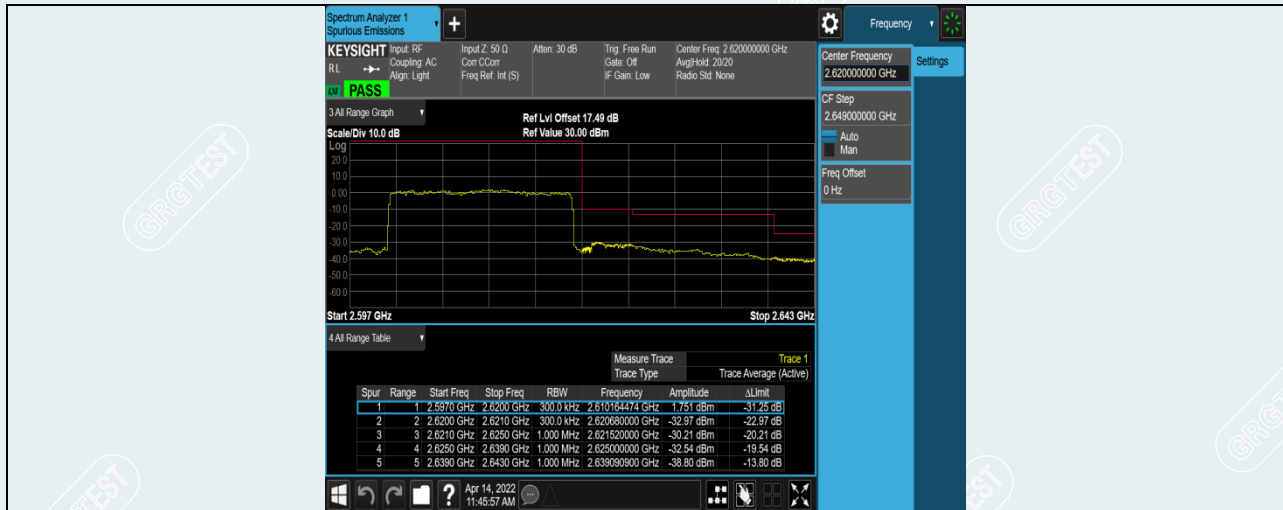 Spectrum Analyzer 1
Spurious Emissions
+
Frequency
KEYSIGHT
Input: RF
Coupling: AC
Align: Light
Input Z: 50 Ω
Corr CCorr
Freq Ref: Int (S)
Atten: 30 dB
Trig: Free Run
Gate: Off
IF Gain: Low
Center Freq: 2.620000000 GHz
Avg|Hold: 20/20
Radio Std: None
RL
LXI PASS
Center Frequency
2.620000000 GHz
Settings
CF Step
2.649000000 GHz
Auto
Man
Freq Offset
0 Hz
3 All Range Graph
Ref Lvl Offset 17.49 dB
Scale/Div 10.0 dB
Ref Value 30.00 dBm
Log
20.0
10.0
0.00
-10.0
-20.0
-30.0
-40.0
-50.0
-60.0
Start 2.597 GHz
Stop 2.643 GHz
4 All Range Table
Measure Trace Trace 1
Trace Type Trace Average (Active)
Spur Range Start Freq Stop Freq RBW Frequency Amplitude ΔLimit
1 1 2.5970 GHz 2.6200 GHz 300.0 kHz 2.610164474 GHz 1.751 dBm -31.25 dB
2 2 2.6200 GHz 2.6210 GHz 300.0 kHz 2.620680000 GHz -32.97 dBm -22.97 dB
3 3 2.6210 GHz 2.6250 GHz 1.000 MHz 2.621520000 GHz -30.21 dBm -20.21 dB
4 4 2.6250 GHz 2.6390 GHz 1.000 MHz 2.625000000 GHz -32.54 dBm -19.54 dB
5 5 2.6390 GHz 2.6430 GHz 1.000 MHz 2.639090900 GHz -38.80 dBm -13.80 dB
?
Apr 14, 2022
11:45:57 AM
GRGTEST
GRGTEST
GRGTEST
GRGTEST
GRGTEST